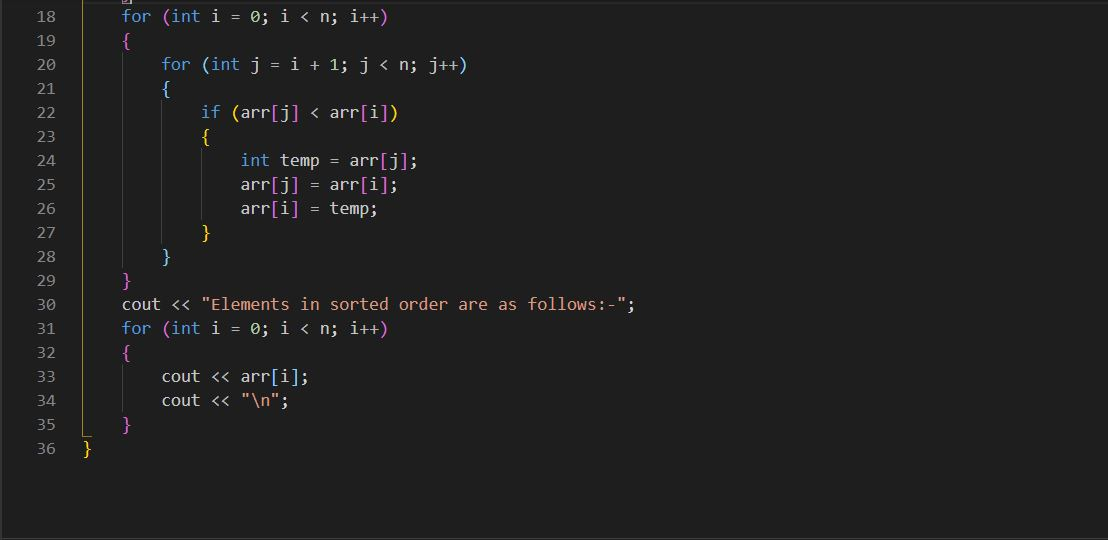 18 for (int i = 0; i < n; i++)
19 {
20 for (int j = i + 1; j < n; j++)
21 {
22 if (arr[j] < arr[i])
23 {
24 int temp = arr[j];
25 arr[j] = arr[i];
26 arr[i] = temp;
27 }
28 }
29 }
30 cout << "Elements in sorted order are as follows:-";
31 for (int i = 0; i < n; i++)
32 {
33 cout << arr[i];
34 cout << "\n";
35 }
36 }